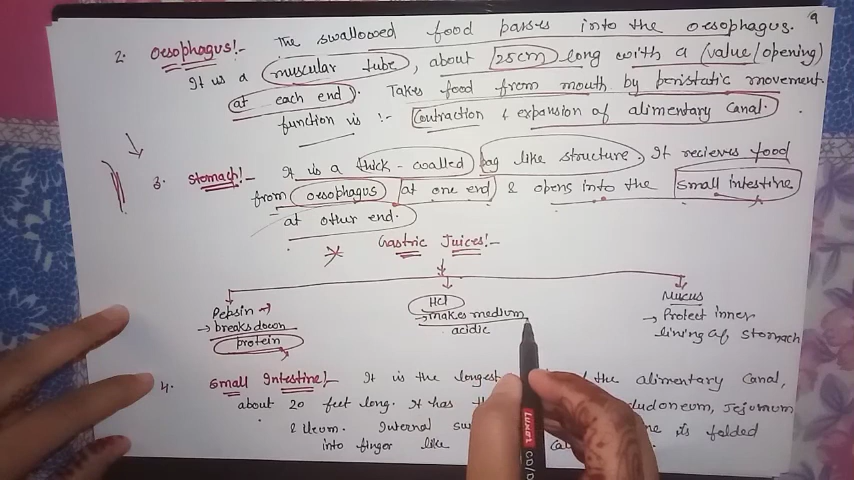 9
2. Oesophagus!- The swallowed food passes into the oesophagus.
It is a muscular tube, about 25cm long with a (value/opening)
at each end. Takes food from mouth by peristatic movement
function is :- Contraction & expansion of alimentary Canal.
3. Stomach!- It is a thick-walled bag like structure. It recieves food
from oesophagus at one end & opens into the small intestine
at other end.
Gastric Juices!-
Pepsin → HCl Mucus
→ breaksdown → makes medium → Protect inner
protein acidic lining of stomach
4. Small Intestine!- It is the longest the alimentary Canal,
about 20 feet long. It has dudoneum, Jejunum
& Ileum. Internal is folded
into finger like
Luxor